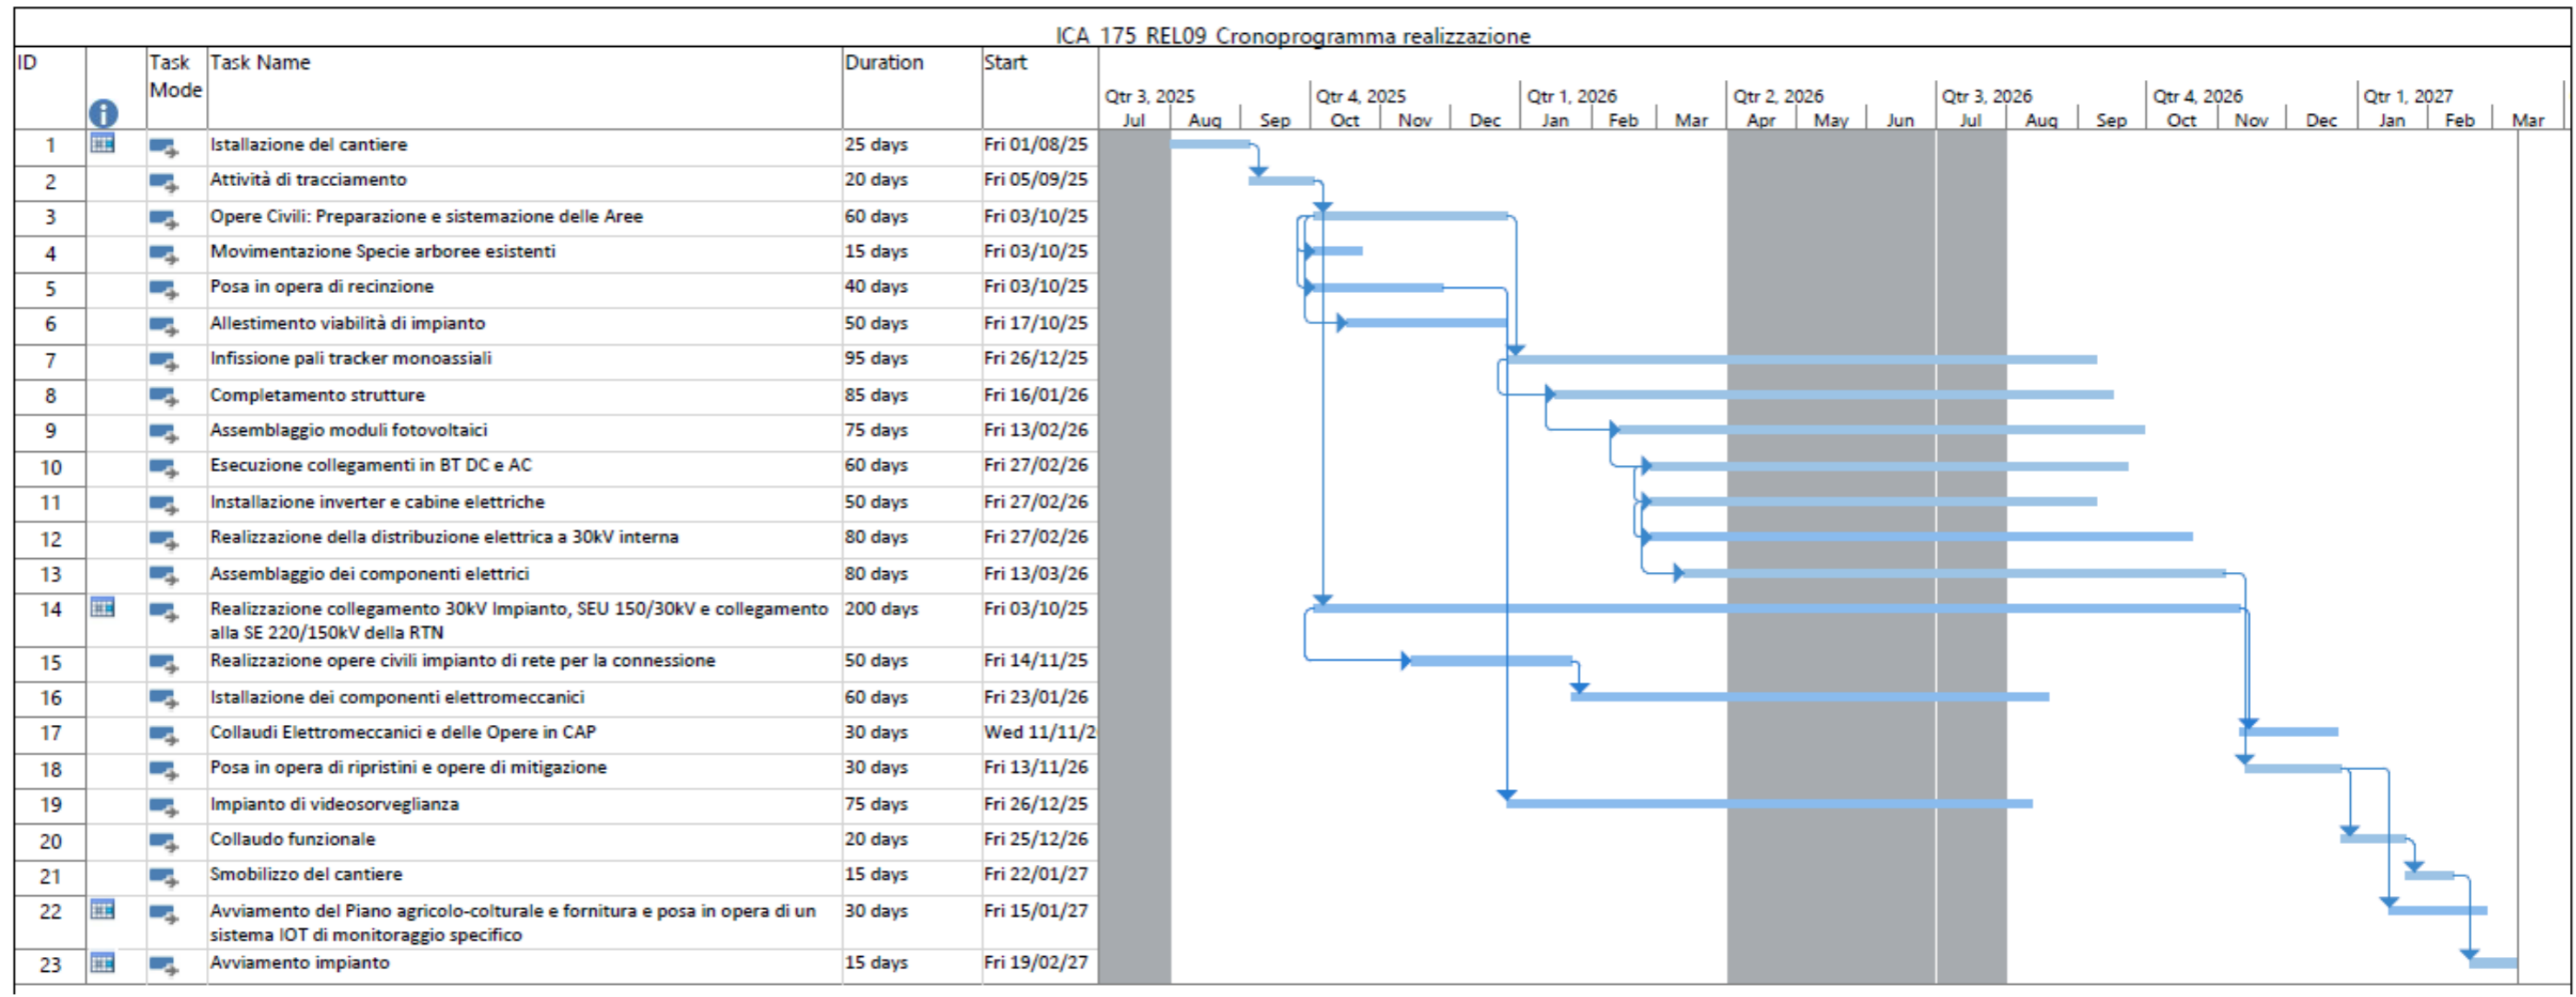 ICA_175_REL09_Cronoprogramma realizzazione
ID Task Mode Task Name Duration Start
Qtr 3, 2025 Qtr 4, 2025 Qtr 1, 2026 Qtr 2, 2026 Qtr 3, 2026 Qtr 4, 2026 Qtr 1, 2027
Jul Aug Sep Oct Nov Dec Jan Feb Mar Apr May Jun Jul Aug Sep Oct Nov Dec Jan Feb Mar
1 Istallazione del cantiere 25 days Fri 01/08/25
2 Attività di tracciamento 20 days Fri 05/09/25
3 Opere Civili: Preparazione e sistemazione delle Aree 60 days Fri 03/10/25
4 Movimentazione Specie arboree esistenti 15 days Fri 03/10/25
5 Posa in opera di recinzione 40 days Fri 03/10/25
6 Allestimento viabilità di impianto 50 days Fri 17/10/25
7 Infissione pali tracker monoassiali 95 days Fri 26/12/25
8 Completamento strutture 85 days Fri 16/01/26
9 Assemblaggio moduli fotovoltaici 75 days Fri 13/02/26
10 Esecuzione collegamenti in BT DC e AC 60 days Fri 27/02/26
11 Installazione inverter e cabine elettriche 50 days Fri 27/02/26
12 Realizzazione della distribuzione elettrica a 30kV interna 80 days Fri 27/02/26
13 Assemblaggio dei componenti elettrici 80 days Fri 13/03/26
14 Realizzazione collegamento 30kV Impianto, SEU 150/30kV e collegamento 200 days Fri 03/10/25
alla SE 220/150kV della RTN
15 Realizzazione opere civili impianto di rete per la connessione 50 days Fri 14/11/25
16 Istallazione dei componenti elettromeccanici 60 days Fri 23/01/26
17 Collaudi Elettromeccanici e delle Opere in CAP 30 days Wed 11/11/2
18 Posa in opera di ripristini e opere di mitigazione 30 days Fri 13/11/26
19 Impianto di videosorveglianza 75 days Fri 26/12/25
20 Collaudo funzionale 20 days Fri 25/12/26
21 Smobilizzo del cantiere 15 days Fri 22/01/27
22 Avviamento del Piano agricolo-colturale e fornitura e posa in opera di un 30 days Fri 15/01/27
sistema IOT di monitoraggio specifico
23 Avviamento impianto 15 days Fri 19/02/27